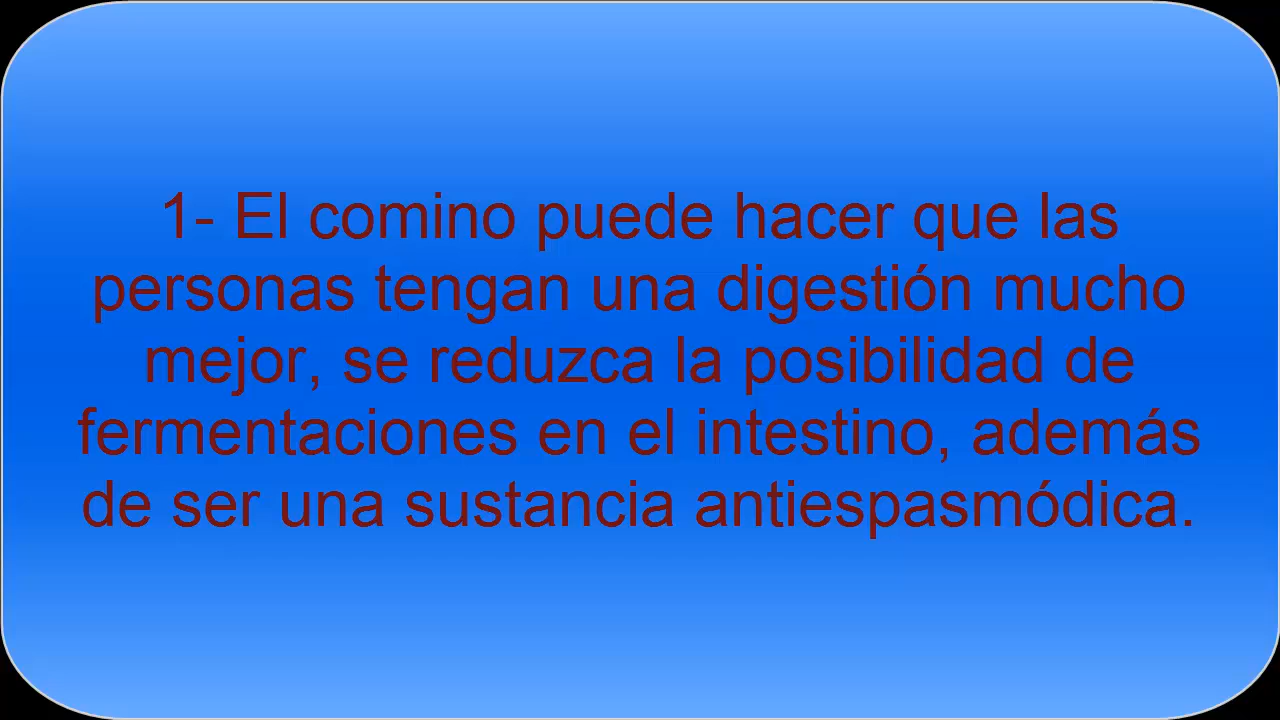 1- El comino puede hacer que las
personas tengan una digestión mucho
mejor, se reduzca la posibilidad de
fermentaciones en el intestino, además
de ser una sustancia antiespasmódica.